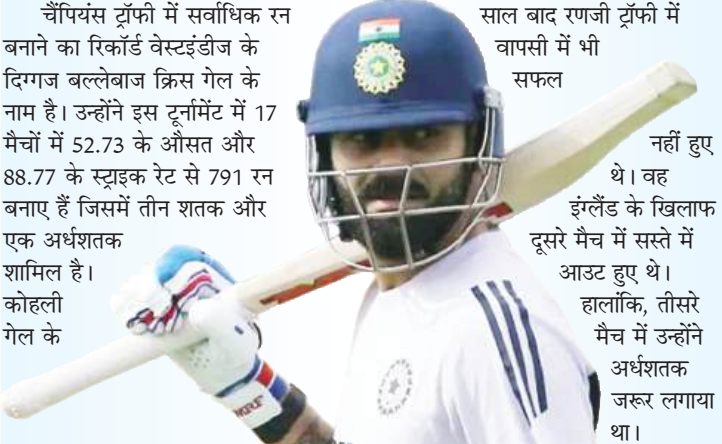 चैंपियंस ट्रॉफी में सर्वाधिक रन
बनाने का रिकॉर्ड वेस्टइंडीज के
दिग्गज बल्लेबाज क्रिस गेल के
नाम है। उन्होंने इस टूर्नामेंट में 17
मैचों में 52.73 के औसत और
88.77 के स्ट्राइक रेट से 791 रन
बनाए हैं जिसमें तीन शतक और
एक अर्धशतक
शामिल है।
कोहली
गेल के
साल बाद रणजी ट्रॉफी में
वापसी में भी
सफल
नहीं हुए
थे। वह
इंग्लैंड के खिलाफ
दूसरे मैच में सस्ते में
आउट हुए थे।
हालांकि, तीसरे
मैच में उन्होंने
अर्धशतक
जरूर लगाया
था।